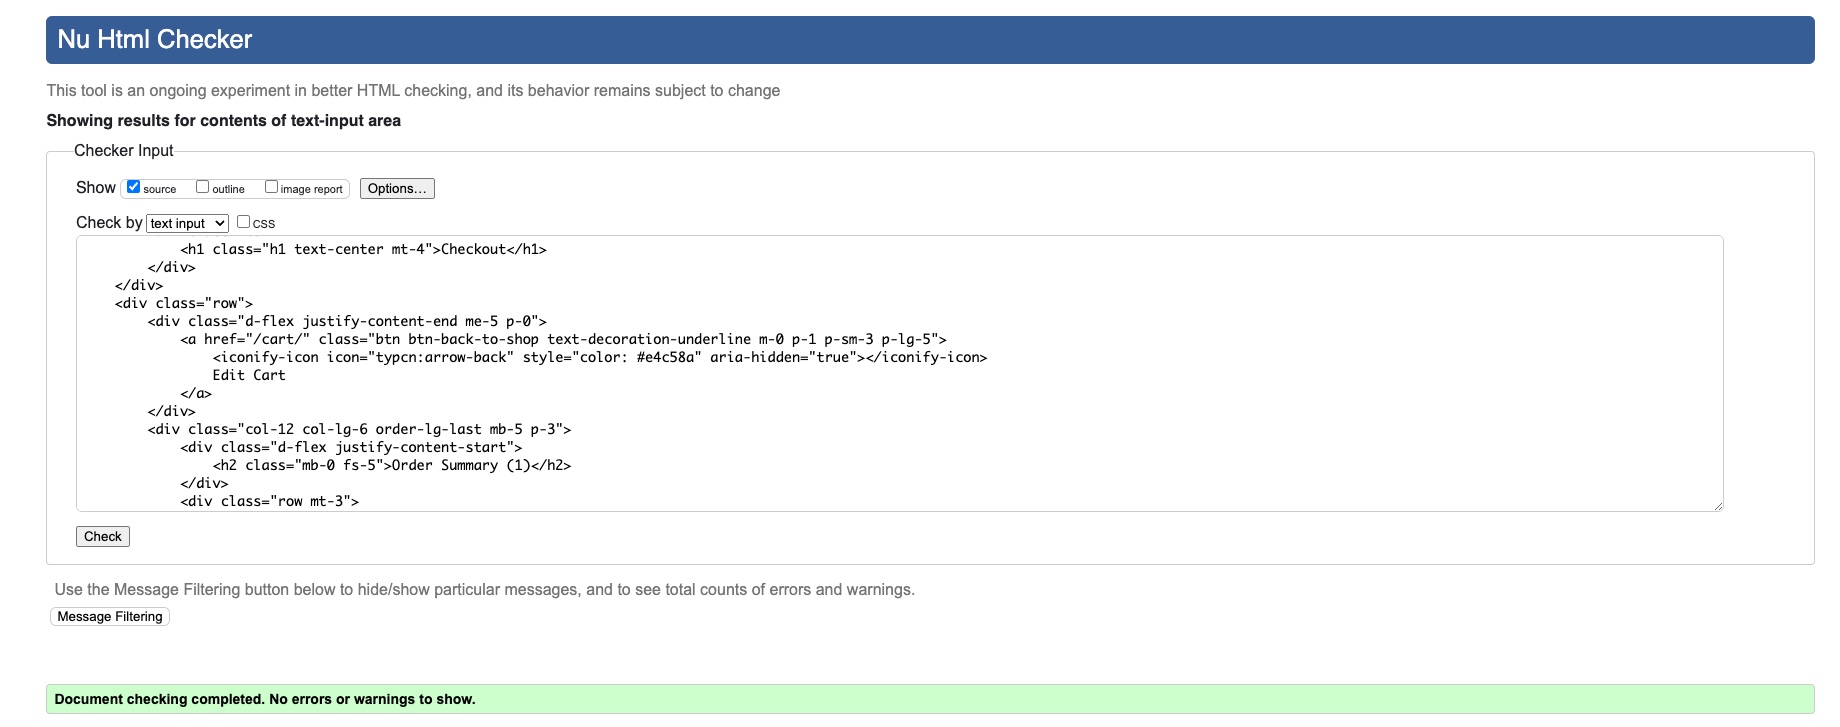 Nu Html Checker
This tool is an ongoing experiment in better HTML checking, and its behavior remains subject to change
Showing results for contents of text-input area
Checker Input
Show source outline image report Options...
Check by text input CSS
<h1 class="h1 text-center mt-4">Checkout</h1>
</div>
</div>
<div class="row">
<div class="d-flex justify-content-end me-5 p-0">
<a href="/cart/" class="btn btn-back-to-shop text-decoration-underline m-0 p-1 p-sm-3 p-lg-5">
<iconify-icon icon="typcn:arrow-back" style="color: #e4c58a" aria-hidden="true"></iconify-icon>
Edit Cart
</a>
</div>
<div class="col-12 col-lg-6 order-lg-last mb-5 p-3">
<div class="d-flex justify-content-start">
<h2 class="mb-0 fs-5">Order Summary (1)</h2>
</div>
<div class="row mt-3">
Check
Use the Message Filtering button below to hide/show particular messages, and to see total counts of errors and warnings.
Message Filtering
Document checking completed. No errors or warnings to show.